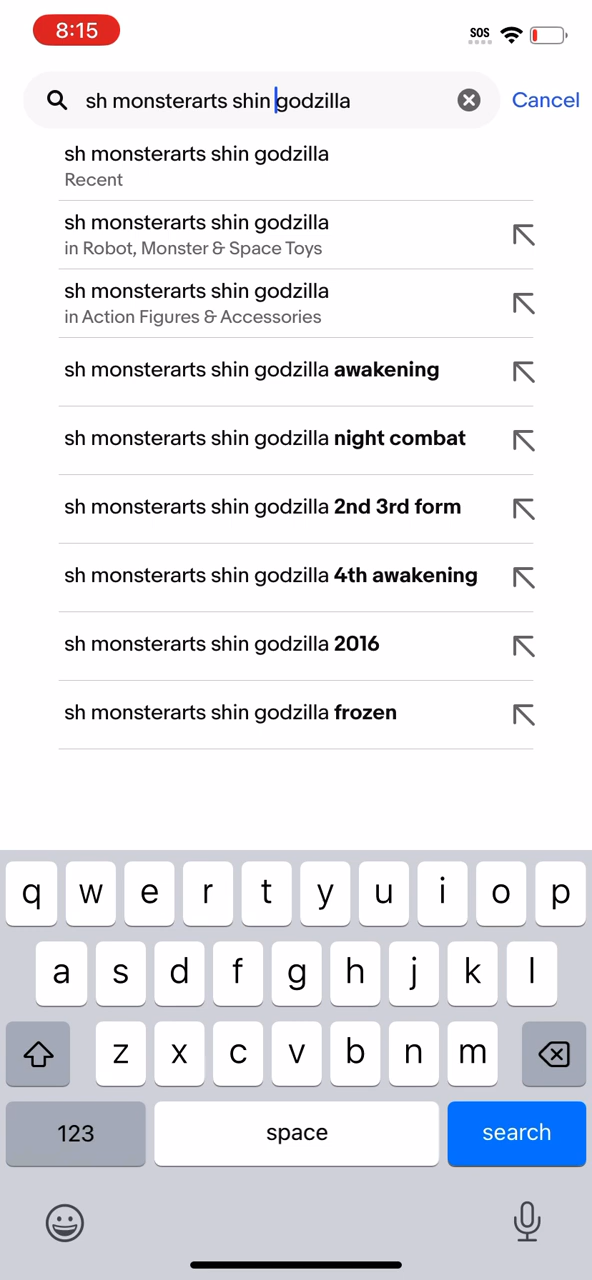 8:15
SOS
sh monsterarts shin godzilla
Cancel
sh monsterarts shin godzilla
Recent
sh monsterarts shin godzilla
in Robot, Monster & Space Toys
sh monsterarts shin godzilla
in Action Figures & Accessories
sh monsterarts shin godzilla awakening
sh monsterarts shin godzilla night combat
sh monsterarts shin godzilla 2nd 3rd form
sh monsterarts shin godzilla 4th awakening
sh monsterarts shin godzilla 2016
sh monsterarts shin godzilla frozen
q w e r t y u i o p
a s d f g h j k l
z x c v b n m
123 space search